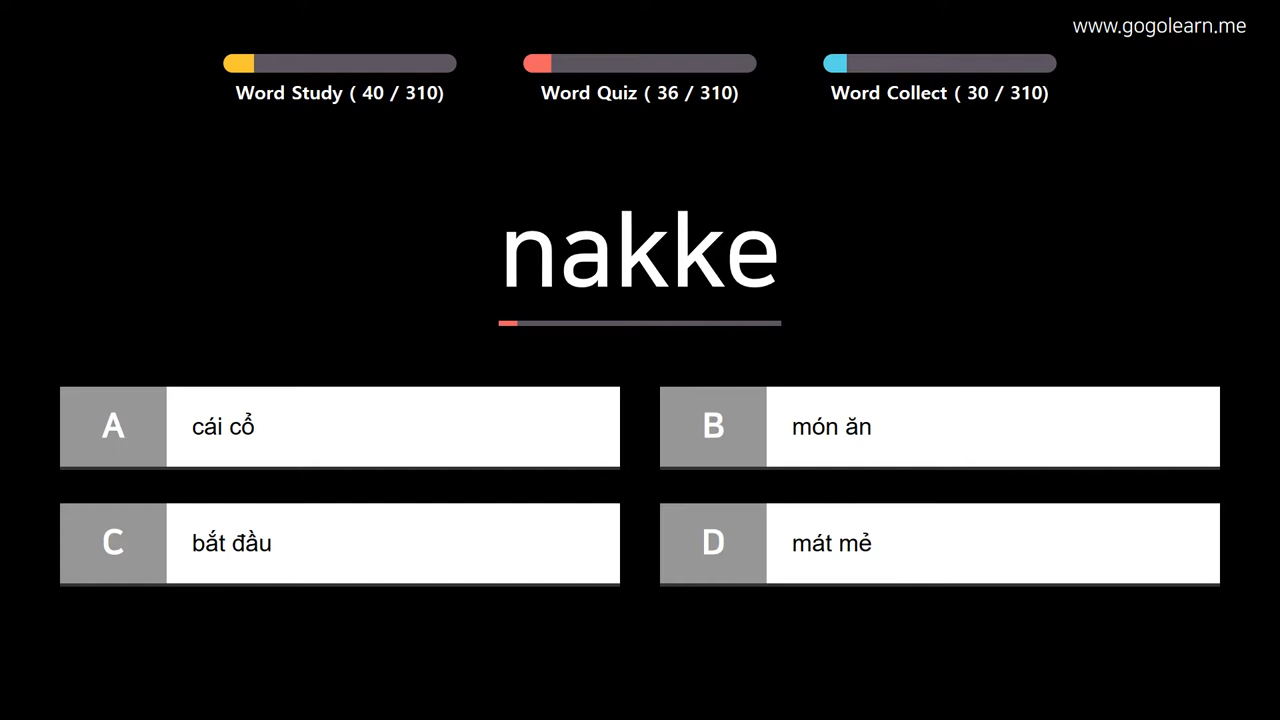 www.gogolearn.me
Word Study ( 40 / 310)
Word Quiz ( 36 / 310)
Word Collect ( 30 / 310)
nakke
A
cái cổ
B
món ăn
C
bắt đầu
D
mát mẻ